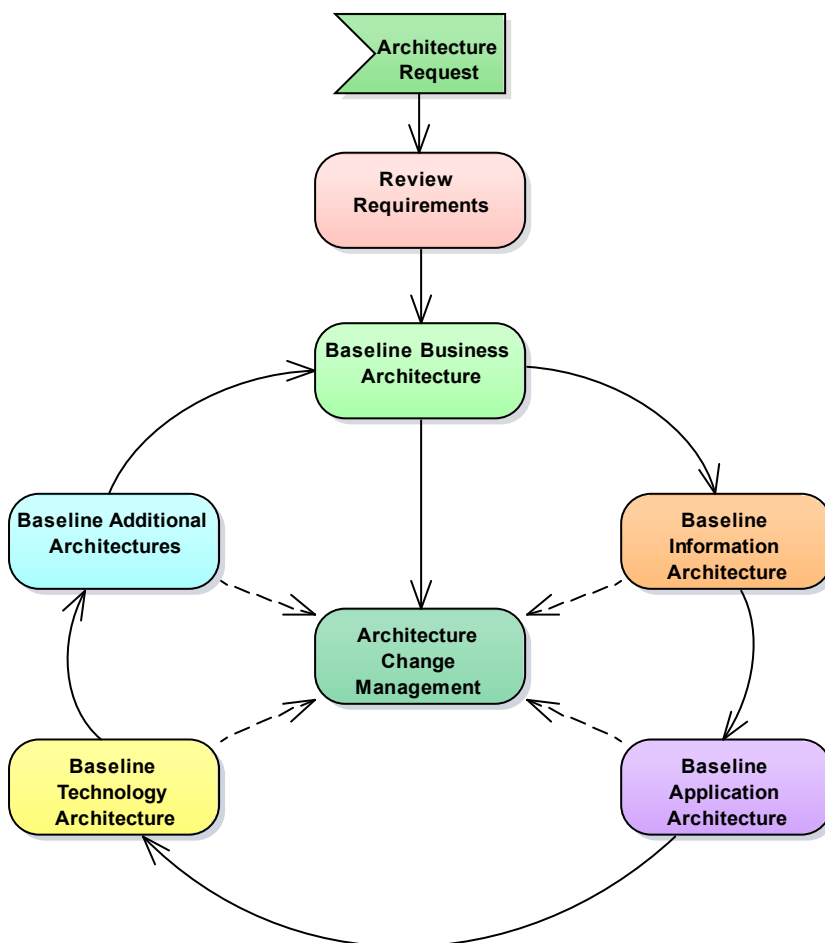 Architecture
Request
Review
Requirements
Baseline Business
Architecture
Baseline Additional
Architectures
Baseline
Information
Architecture
Architecture
Change
Management
Baseline
Technology
Architecture
Baseline
Application
Architecture